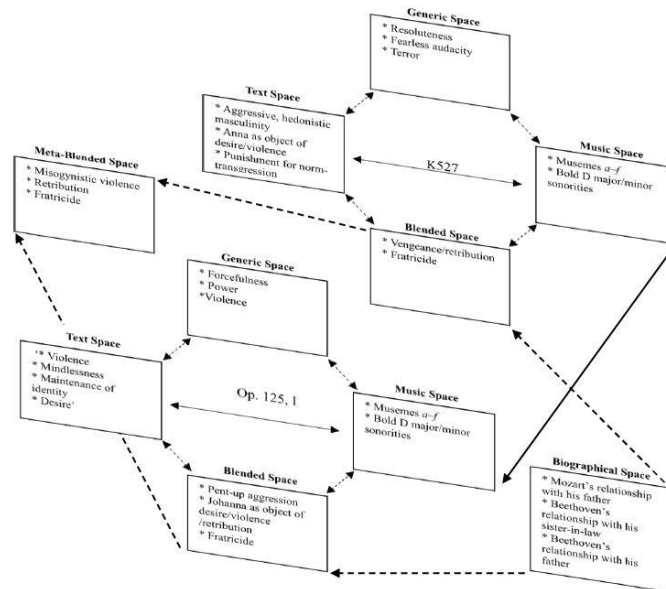 Generic Space
* Resoluteness
* Fearless audacity
* Terror
Text Space
* Aggressive, hedonistic
masculinity
* Anna as object of
desire/violence
* Punishment for norm-
transgression
K527
Music Space
* Musemes a–f
* Bold D major/minor
sonorities
Meta-Blended Space
* Misogynistic violence
* Retribution
* Fratricide
Blended Space
* Vengeance/retribution
* Fratricide
Generic Space
* Forcefulness
* Power
*Violence
Text Space
'* Violence
* Mindlessness
* Maintenance of
identity
* Desire'
Op. 125, I
Music Space
* Musemes a–f
* Bold D major/minor
sonorities
Blended Space
* Pent-up aggression
* Johanna as object of
desire/violence
/retribution
* Fratricide
Biographical Space
* Mozart's relationship
with his father
* Beethoven's
relationship with his
sister-in-law
* Beethoven's
relationship with his
father